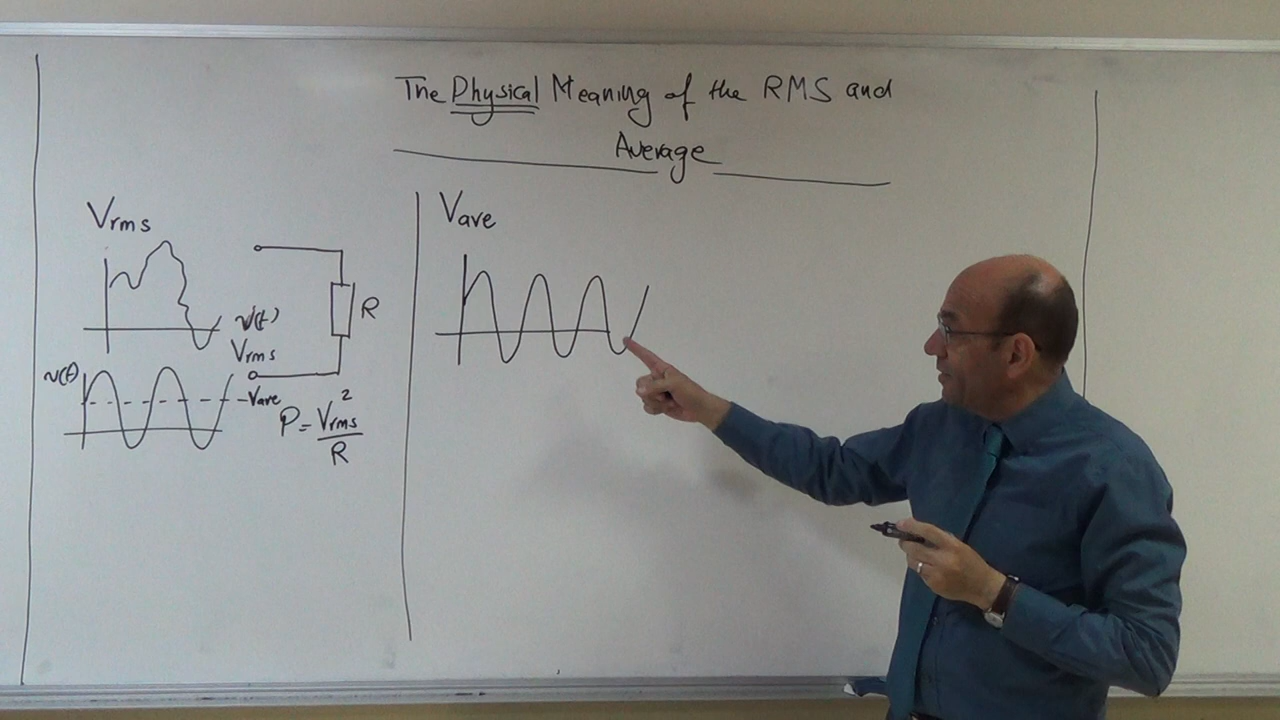 The Physical Meaning of the RMS and
Average
Vrms
v(t)
Vrms
R
v(t)
Vave
P = Vrms²
R
Vave